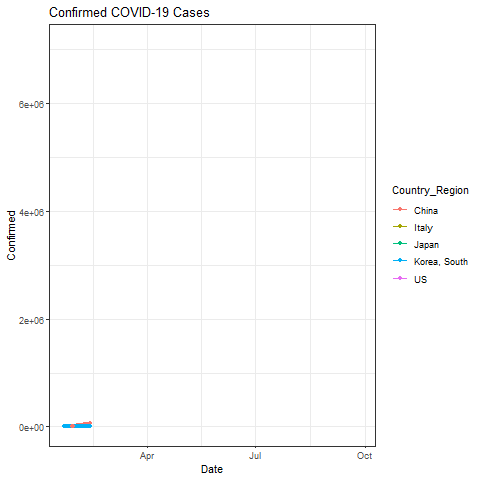 Confirmed COVID-19 Cases
6e+06
4e+06
2e+06
0e+00
Confirmed
Apr
Jul
Oct
Date
Country_Region
China
Italy
Japan
Korea, South
US